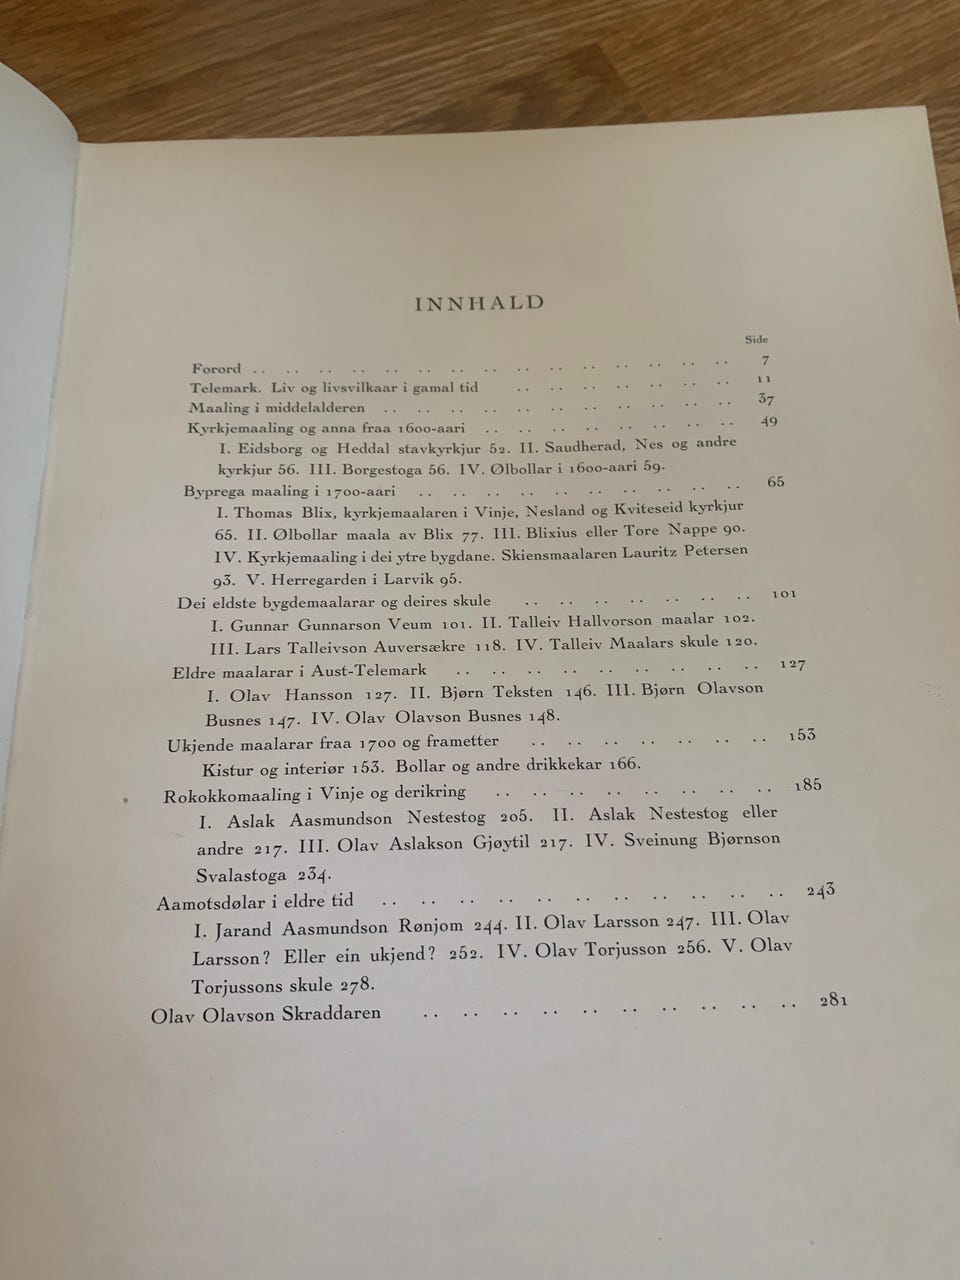 INNHALD
Side
Forord .. .. .. .. .. .. .. .. .. .. .. .. .. .. .. 7
Telemark. Liv og livsvilkaar i gamal tid .. .. .. .. .. .. .. 11
Maaling i middelalderen .. .. .. .. .. .. .. .. .. .. .. 37
Kyrkjemaaling og anna fraa 1600-aari .. .. .. .. .. .. .. .. 49
I. Eidsborg og Heddal stavkyrkjur 52. II. Saudherad, Nes og andre
kyrkjur 56. III. Borgestoga 56. IV. Ølbollar i 1600-aari 59.
Byprega maaling i 1700-aari .. .. .. .. .. .. .. .. .. .. 65
I. Thomas Blix, kyrkjemaalaren i Vinje, Nesland og Kviteseid kyrkjur
65. II. Ølbollar maala av Blix 77. III. Blixius eller Tore Nappe 90.
IV. Kyrkjemaaling i dei ytre bygdane. Skiensmaalaren Lauritz Petersen
93. V. Herregarden i Larvik 95.
Dei eldste bygdemaalarar og deires skule .. .. .. .. .. .. .. 101
I. Gunnar Gunnarson Veum 101. II. Talleiv Hallvorson maalar 102.
III. Lars Talleivson Auversækre 118. IV. Talleiv Maalars skule 120.
Eldre maalarar i Aust-Telemark .. .. .. .. .. .. .. .. .. 127
I. Olav Hansson 127. II. Bjørn Teksten 146. III. Bjørn Olavson
Busnes 147. IV. Olav Olavson Busnes 148.
Ukjende maalarar fraa 1700 og frametter .. .. .. .. .. .. .. 153
Kistur og interiør 153. Bollar og andre drikkekar 166.
Rokokkomaaling i Vinje og derikring .. .. .. .. .. .. .. .. 185
I. Aslak Aasmundson Nestestog 205. II. Aslak Nestestog eller
andre 217. III. Olav Aslakson Gjøytil 217. IV. Sveinung Bjørnson
Svalastoga 234.
Aamotsdølar i eldre tid .. .. .. .. .. .. .. .. .. .. .. 243
I. Jarand Aasmundson Rønjom 244. II. Olav Larsson 247. III. Olav
Larsson? Eller ein ukjend? 252. IV. Olav Torjusson 256. V. Olav
Torjussons skule 278.
Olav Olavson Skraddaren .. .. .. .. .. .. .. .. .. .. 281